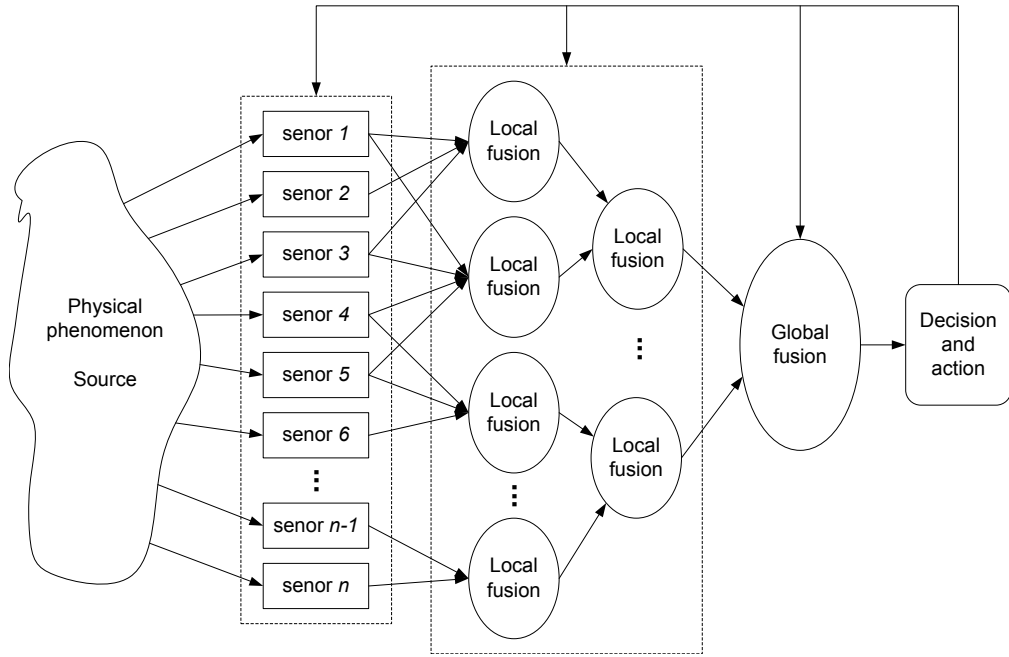 Physical
phenomenon
Source
senor 1
senor 2
senor 3
senor 4
senor 5
senor 6
senor n-1
senor n
Local
fusion
Local
fusion
Local
fusion
Local
fusion
Local
fusion
Local
fusion
Global
fusion
Decision
and
action